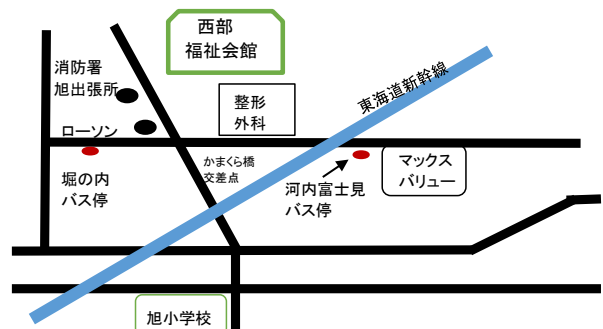 西部
福祉会館
消防署
旭出張所
整形
外科
東海道新幹線
ローソン
かまくら橋
交差点
マックス
バリュー
堀の内
バス停
河内富士見
バス停
旭小学校